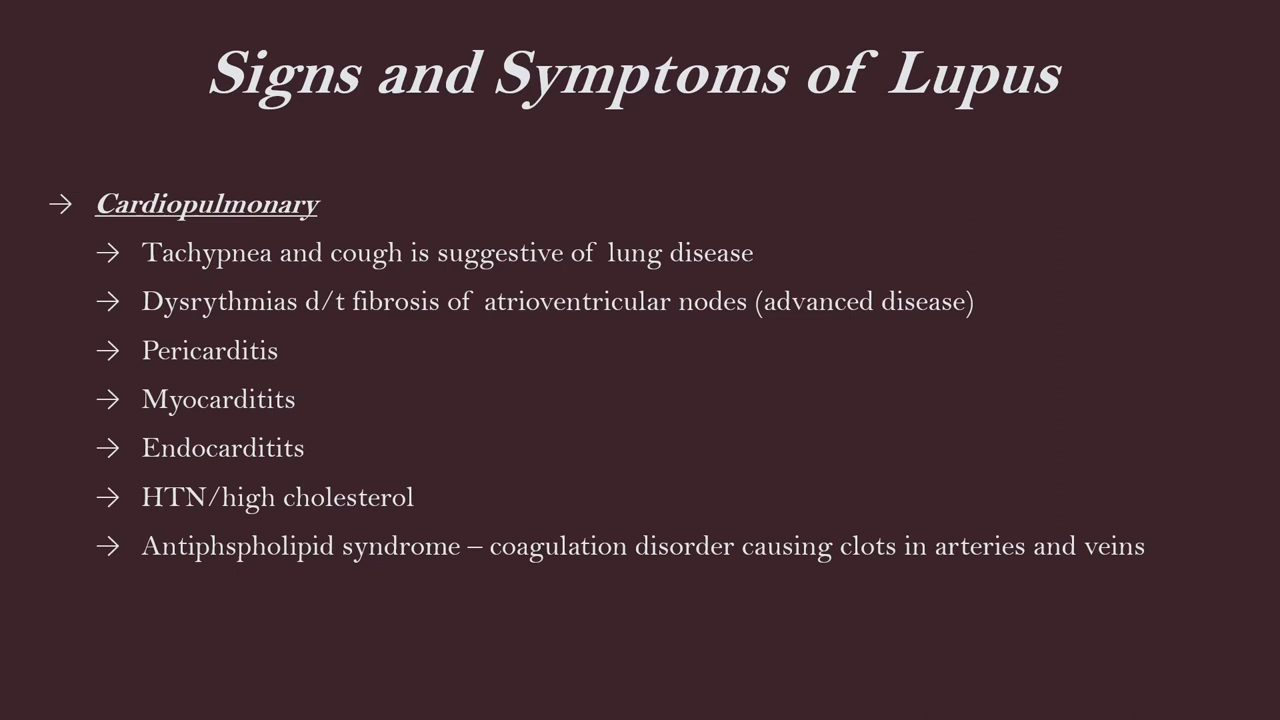 Signs and Symptoms of Lupus
→ Cardiopulmonary
→ Tachypnea and cough is suggestive of lung disease
→ Dysrythmias d/t fibrosis of atrioventricular nodes (advanced disease)
→ Pericarditis
→ Myocarditits
→ Endocarditits
→ HTN/high cholesterol
→ Antiphspholipid syndrome – coagulation disorder causing clots in arteries and veins